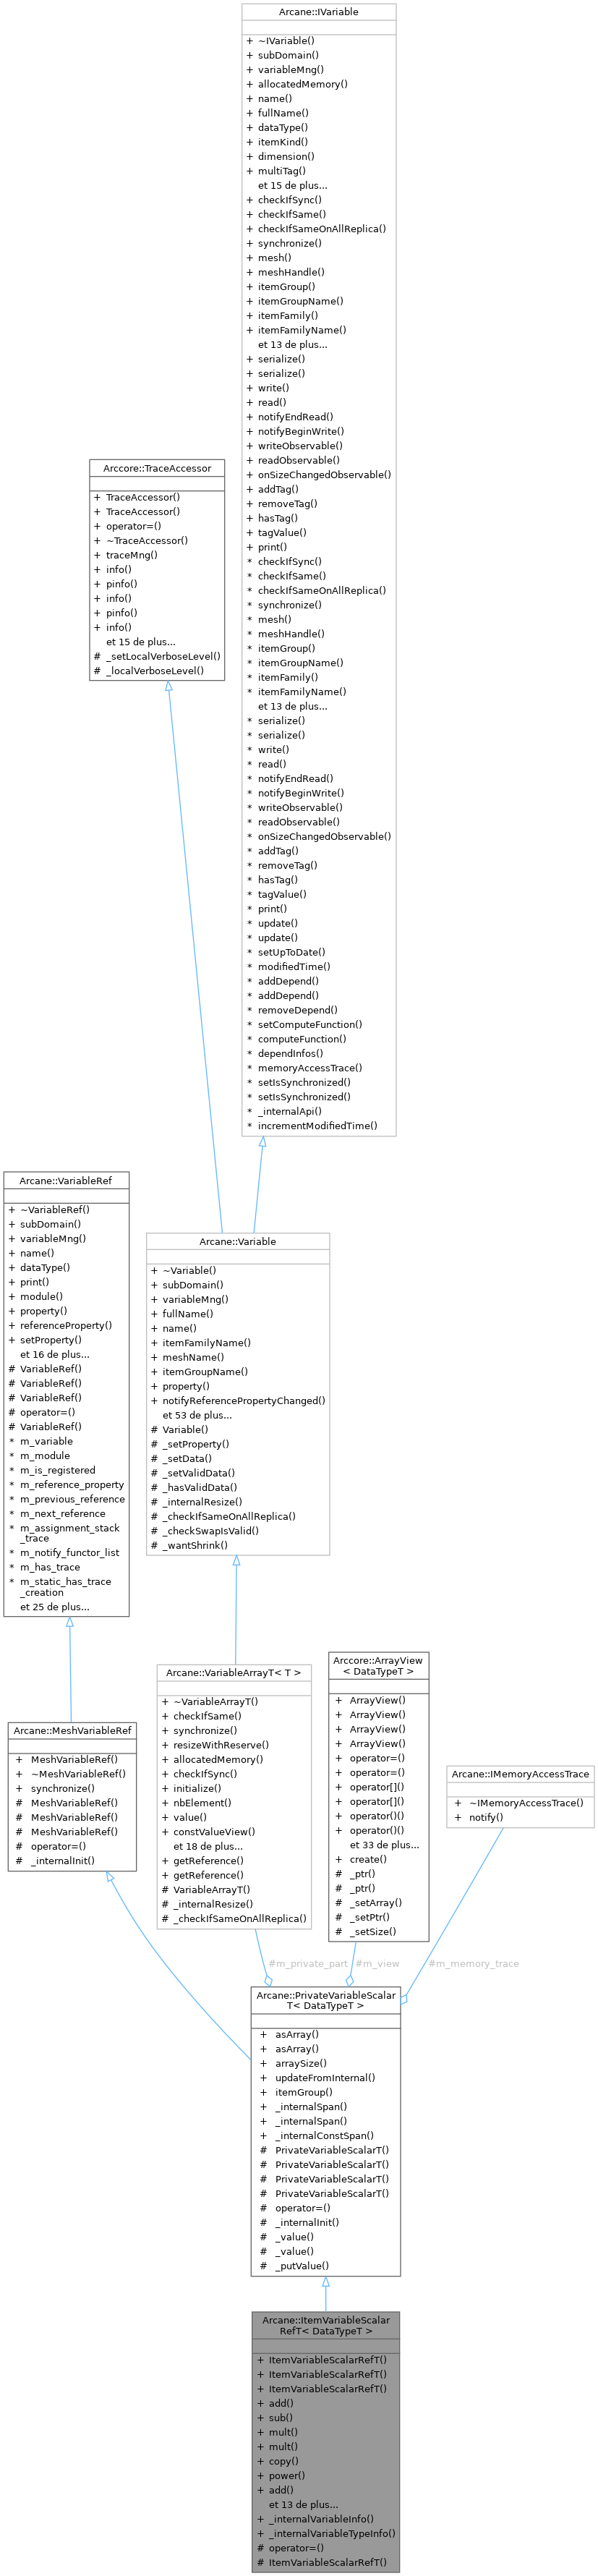 Arcane::IVariable
+ ~IVariable()
+ subDomain()
+ variableMng()
+ allocatedMemory()
+ name()
+ fullName()
+ dataType()
+ itemKind()
+ dimension()
+ multiTag()
et 15 de plus...
+ checkIfSync()
+ checkIfSame()
+ checkIfSameOnAllReplica()
+ synchronize()
+ mesh()
+ meshHandle()
+ itemGroup()
+ itemGroupName()
+ itemFamily()
+ itemFamilyName()
et 13 de plus...
+ serialize()
+ serialize()
+ write()
+ read()
+ notifyEndRead()
+ notifyBeginWrite()
+ writeObservable()
+ readObservable()
+ onSizeChangedObservable()
+ addTag()
+ removeTag()
+ hasTag()
+ tagValue()
+ print()
* checkIfSync()
* checkIfSame()
* checkIfSameOnAllReplica()
* synchronize()
* mesh()
* meshHandle()
* itemGroup()
* itemGroupName()
* itemFamily()
* itemFamilyName()
et 13 de plus...
* serialize()
* serialize()
* write()
* read()
* notifyEndRead()
* notifyBeginWrite()
* writeObservable()
* readObservable()
* onSizeChangedObservable()
* addTag()
* removeTag()
* hasTag()
* tagValue()
* print()
* update()
* update()
* setUpToDate()
* modifiedTime()
* addDepend()
* addDepend()
* removeDepend()
* setComputeFunction()
* computeFunction()
* dependInfos()
* memoryAccessTrace()
* setIsSynchronized()
* setIsSynchronized()
* _internalApi()
* incrementModifiedTime()
Arccore::TraceAccessor
+ TraceAccessor()
+ TraceAccessor()
+ operator=()
+ ~TraceAccessor()
+ traceMng()
+ info()
+ pinfo()
+ info()
+ pinfo()
+ info()
et 15 de plus...
# _setLocalVerboseLevel()
# _localVerboseLevel()
Arcane::VariableRef
+ ~VariableRef()
+ subDomain()
+ variableMng()
+ name()
+ dataType()
+ print()
+ module()
+ property()
+ referenceProperty()
+ setProperty()
et 16 de plus...
# VariableRef()
# VariableRef()
# VariableRef()
# operator=()
# VariableRef()
* m_variable
* m_module
* m_is_registered
* m_reference_property
* m_previous_reference
* m_next_reference
* m_assignment_stack
_trace
* m_notify_functor_list
* m_has_trace
* m_static_has_trace
_creation
et 25 de plus...
Arcane::Variable
+ ~Variable()
+ subDomain()
+ variableMng()
+ fullName()
+ name()
+ itemFamilyName()
+ meshName()
+ itemGroupName()
+ property()
+ notifyReferencePropertyChanged()
et 53 de plus...
# Variable()
# _setProperty()
# _setData()
# _setValidData()
# _hasValidData()
# _internalResize()
# _checkIfSameOnAllReplica()
# _checkSwapIsValid()
# _wantShrink()
Arcane::MeshVariableRef
+ MeshVariableRef()
+ ~MeshVariableRef()
+ synchronize()
# MeshVariableRef()
# MeshVariableRef()
# MeshVariableRef()
# operator=()
# _internalInit()
Arcane::VariableArrayT< T >
+ ~VariableArrayT()
+ checkIfSame()
+ synchronize()
+ resizeWithReserve()
+ allocatedMemory()
+ checkIfSync()
+ initialize()
+ nbElement()
+ value()
+ constValueView()
et 18 de plus...
+ getReference()
+ getReference()
# VariableArrayT()
# _internalResize()
# _checkIfSameOnAllReplica()
Arccore::ArrayView
< DataTypeT >
+ ArrayView()
+ ArrayView()
+ ArrayView()
+ ArrayView()
+ operator=()
+ operator=()
+ operator[]()
+ operator[]()
+ operator()()
+ operator()()
et 33 de plus...
+ create()
# _ptr()
# _ptr()
# _setArray()
# _setPtr()
# _setSize()
Arcane::IMemoryAccessTrace
+ ~IMemoryAccessTrace()
+ notify()
#m_private_part
#m_view
#m_memory_trace
Arcane::PrivateVariableScalar
T< DataTypeT >
+ asArray()
+ asArray()
+ arraySize()
+ updateFromInternal()
+ itemGroup()
+ _internalSpan()
+ _internalSpan()
+ _internalConstSpan()
# PrivateVariableScalarT()
# PrivateVariableScalarT()
# PrivateVariableScalarT()
# PrivateVariableScalarT()
# operator=()
# _internalInit()
# _value()
# _value()
# _putValue()
Arcane::ItemVariableScalar
RefT< DataTypeT >
+ ItemVariableScalarRefT()
+ ItemVariableScalarRefT()
+ ItemVariableScalarRefT()
+ add()
+ sub()
+ mult()
+ mult()
+ copy()
+ power()
+ add()
et 13 de plus...
+ _internalVariableInfo()
+ _internalVariableTypeInfo()
# operator=()
# ItemVariableScalarRefT()